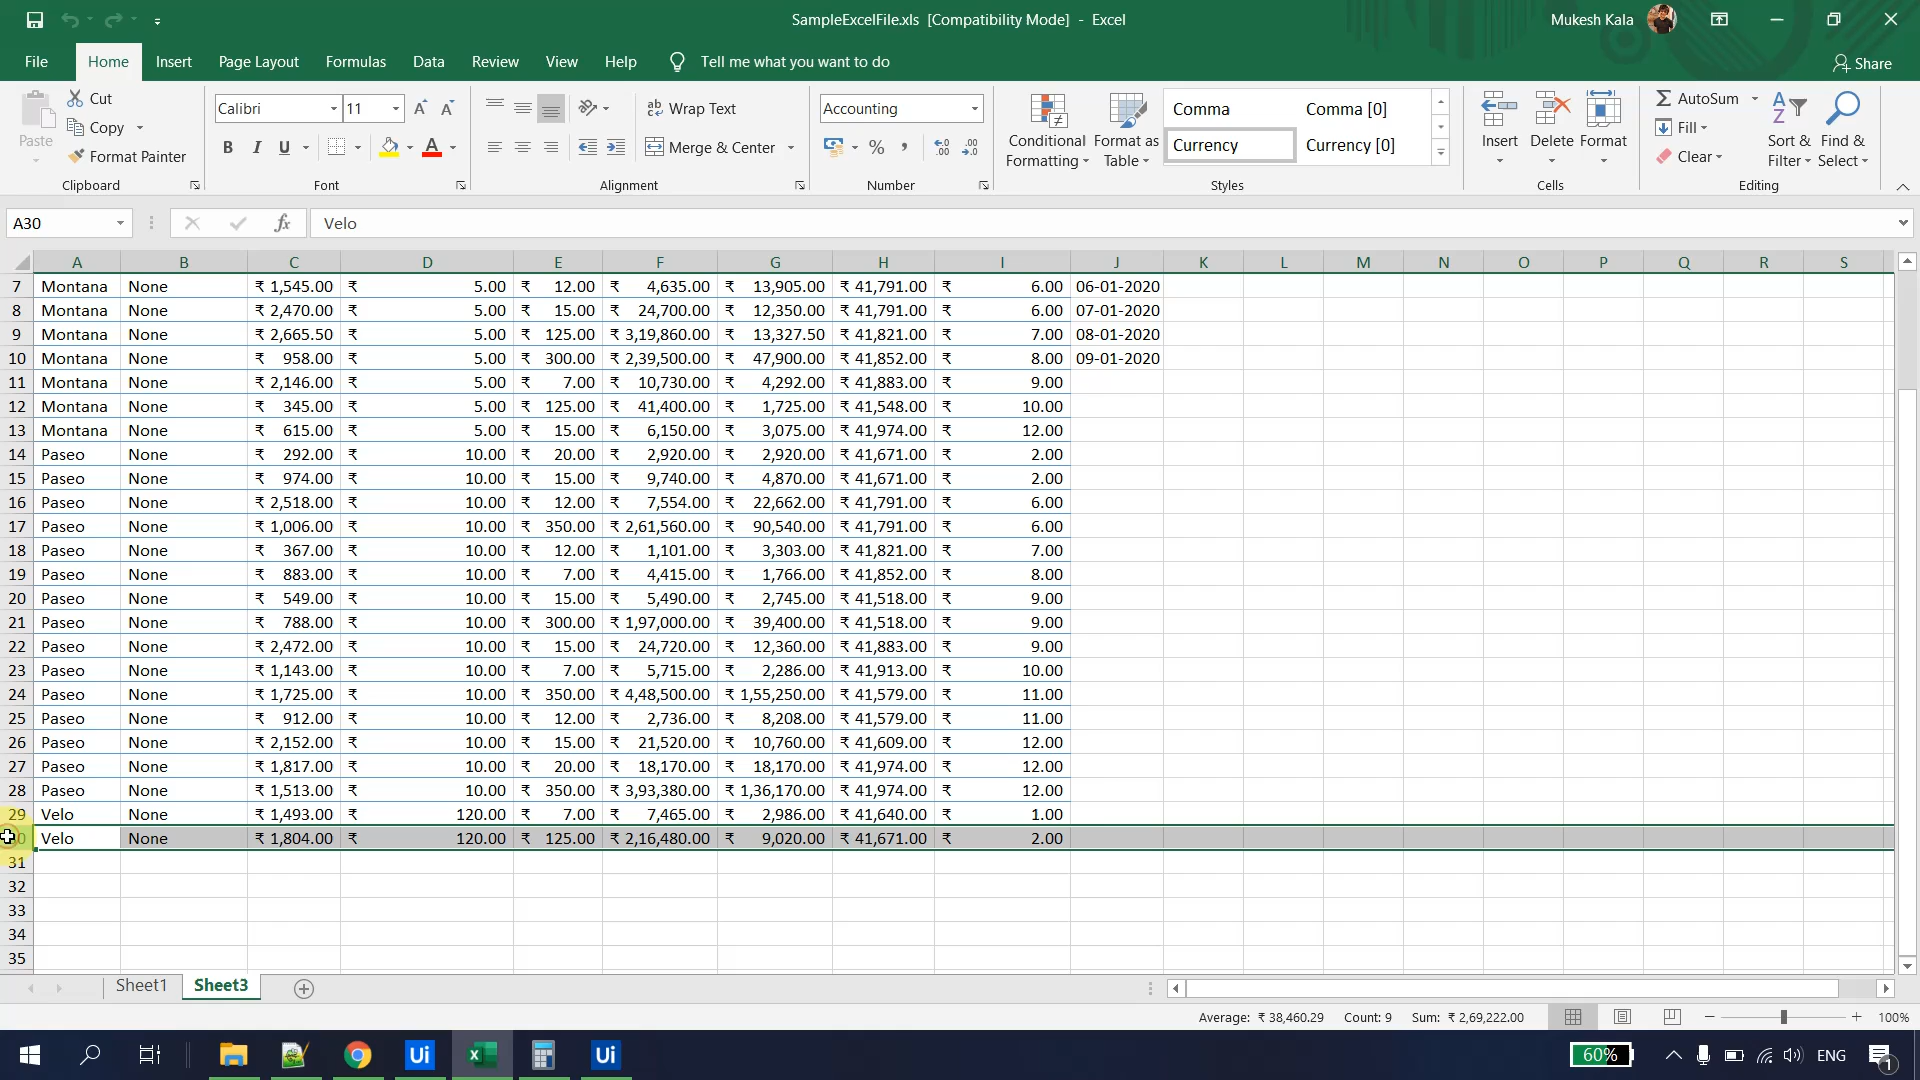 SampleExcelFile.xls [Compatibility Mode] - Excel
Mukesh Kala
File Home Insert Page Layout Formulas Data Review View Help Tell me what you want to do Share
Paste Cut Copy Format Painter Clipboard
Calibri 11 B I U A Font
ab Wrap Text Merge & Center Alignment
Accounting % , Number
Conditional Formatting Format as Table
Comma Comma [0]
Currency Currency [0]
Styles
Insert Delete Format Cells
AutoSum Fill Clear Sort & Filter Find & Select Editing
A30 fx Velo
A B C D E F G H I J K L M N O P Q R S
7 Montana None ₹ 1,545.00 ₹ 5.00 ₹ 12.00 ₹ 4,635.00 ₹ 13,905.00 ₹ 41,791.00 ₹ 6.00 06-01-2020
8 Montana None ₹ 2,470.00 ₹ 5.00 ₹ 15.00 ₹ 24,700.00 ₹ 12,350.00 ₹ 41,791.00 ₹ 6.00 07-01-2020
9 Montana None ₹ 2,665.50 ₹ 5.00 ₹ 125.00 ₹ 3,19,860.00 ₹ 13,327.50 ₹ 41,821.00 ₹ 7.00 08-01-2020
10 Montana None ₹ 958.00 ₹ 5.00 ₹ 300.00 ₹ 2,39,500.00 ₹ 47,900.00 ₹ 41,852.00 ₹ 8.00 09-01-2020
11 Montana None ₹ 2,146.00 ₹ 5.00 ₹ 7.00 ₹ 10,730.00 ₹ 4,292.00 ₹ 41,883.00 ₹ 9.00
12 Montana None ₹ 345.00 ₹ 5.00 ₹ 125.00 ₹ 41,400.00 ₹ 1,725.00 ₹ 41,548.00 ₹ 10.00
13 Montana None ₹ 615.00 ₹ 5.00 ₹ 15.00 ₹ 6,150.00 ₹ 3,075.00 ₹ 41,974.00 ₹ 12.00
14 Paseo None ₹ 292.00 ₹ 10.00 ₹ 20.00 ₹ 2,920.00 ₹ 2,920.00 ₹ 41,671.00 ₹ 2.00
15 Paseo None ₹ 974.00 ₹ 10.00 ₹ 15.00 ₹ 9,740.00 ₹ 4,870.00 ₹ 41,671.00 ₹ 2.00
16 Paseo None ₹ 2,518.00 ₹ 10.00 ₹ 12.00 ₹ 7,554.00 ₹ 22,662.00 ₹ 41,791.00 ₹ 6.00
17 Paseo None ₹ 1,006.00 ₹ 10.00 ₹ 350.00 ₹ 2,61,560.00 ₹ 90,540.00 ₹ 41,791.00 ₹ 6.00
18 Paseo None ₹ 367.00 ₹ 10.00 ₹ 12.00 ₹ 1,101.00 ₹ 3,303.00 ₹ 41,821.00 ₹ 7.00
19 Paseo None ₹ 883.00 ₹ 10.00 ₹ 7.00 ₹ 4,415.00 ₹ 1,766.00 ₹ 41,852.00 ₹ 8.00
20 Paseo None ₹ 549.00 ₹ 10.00 ₹ 15.00 ₹ 5,490.00 ₹ 2,745.00 ₹ 41,518.00 ₹ 9.00
21 Paseo None ₹ 788.00 ₹ 10.00 ₹ 300.00 ₹ 1,97,000.00 ₹ 39,400.00 ₹ 41,518.00 ₹ 9.00
22 Paseo None ₹ 2,472.00 ₹ 10.00 ₹ 15.00 ₹ 24,720.00 ₹ 12,360.00 ₹ 41,883.00 ₹ 9.00
23 Paseo None ₹ 1,143.00 ₹ 10.00 ₹ 7.00 ₹ 5,715.00 ₹ 2,286.00 ₹ 41,913.00 ₹ 10.00
24 Paseo None ₹ 1,725.00 ₹ 10.00 ₹ 350.00 ₹ 4,48,500.00 ₹ 1,55,250.00 ₹ 41,579.00 ₹ 11.00
25 Paseo None ₹ 912.00 ₹ 10.00 ₹ 12.00 ₹ 2,736.00 ₹ 8,208.00 ₹ 41,579.00 ₹ 11.00
26 Paseo None ₹ 2,152.00 ₹ 10.00 ₹ 15.00 ₹ 21,520.00 ₹ 10,760.00 ₹ 41,609.00 ₹ 12.00
27 Paseo None ₹ 1,817.00 ₹ 10.00 ₹ 20.00 ₹ 18,170.00 ₹ 18,170.00 ₹ 41,974.00 ₹ 12.00
28 Paseo None ₹ 1,513.00 ₹ 10.00 ₹ 350.00 ₹ 3,93,380.00 ₹ 1,36,170.00 ₹ 41,974.00 ₹ 12.00
29 Velo None ₹ 1,493.00 ₹ 120.00 ₹ 7.00 ₹ 7,465.00 ₹ 2,986.00 ₹ 41,640.00 ₹ 1.00
30 Velo None ₹ 1,804.00 ₹ 120.00 ₹ 125.00 ₹ 2,16,480.00 ₹ 9,020.00 ₹ 41,671.00 ₹ 2.00
31
32
33
34
35
Sheet1 Sheet3
Average: ₹ 38,460.29 Count: 9 Sum: ₹ 2,69,222.00 100%
Ui Ui 60% ENG 1